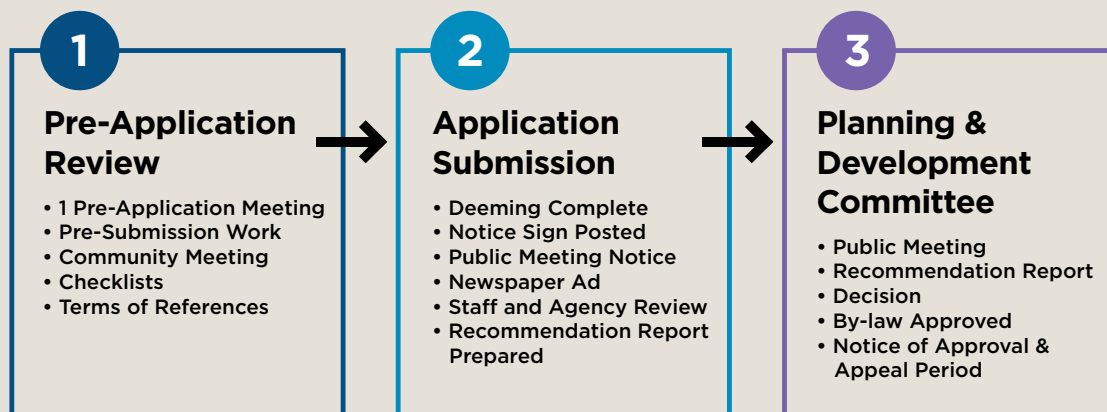 1
Pre-Application
Review
• 1 Pre-Application Meeting
• Pre-Submission Work
• Community Meeting
• Checklists
• Terms of References
2
Application
Submission
• Deeming Complete
• Notice Sign Posted
• Public Meeting Notice
• Newspaper Ad
• Staff and Agency Review
• Recommendation Report
Prepared
3
Planning &
Development
Committee
• Public Meeting
• Recommendation Report
• Decision
• By-law Approved
• Notice of Approval &
Appeal Period